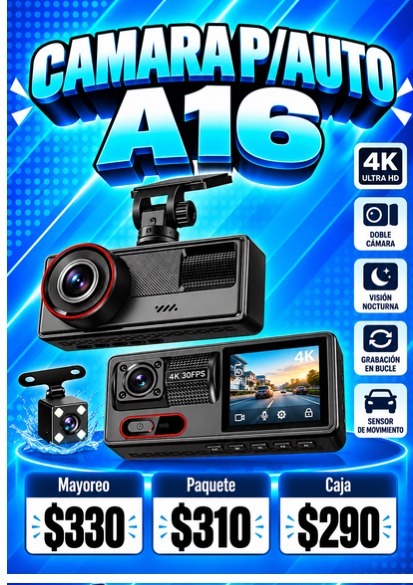 CAMARA P/AUTO
A16
4K
ULTRA HD
DOBLE
CÁMARA
VISIÓN
NOCTURNA
GRABACIÓN
EN BUCLE
SENSOR
DE MOVIMIENTO
4K 30FPS
4K
Mayoreo
$330
Paquete
$310
Caja
$290